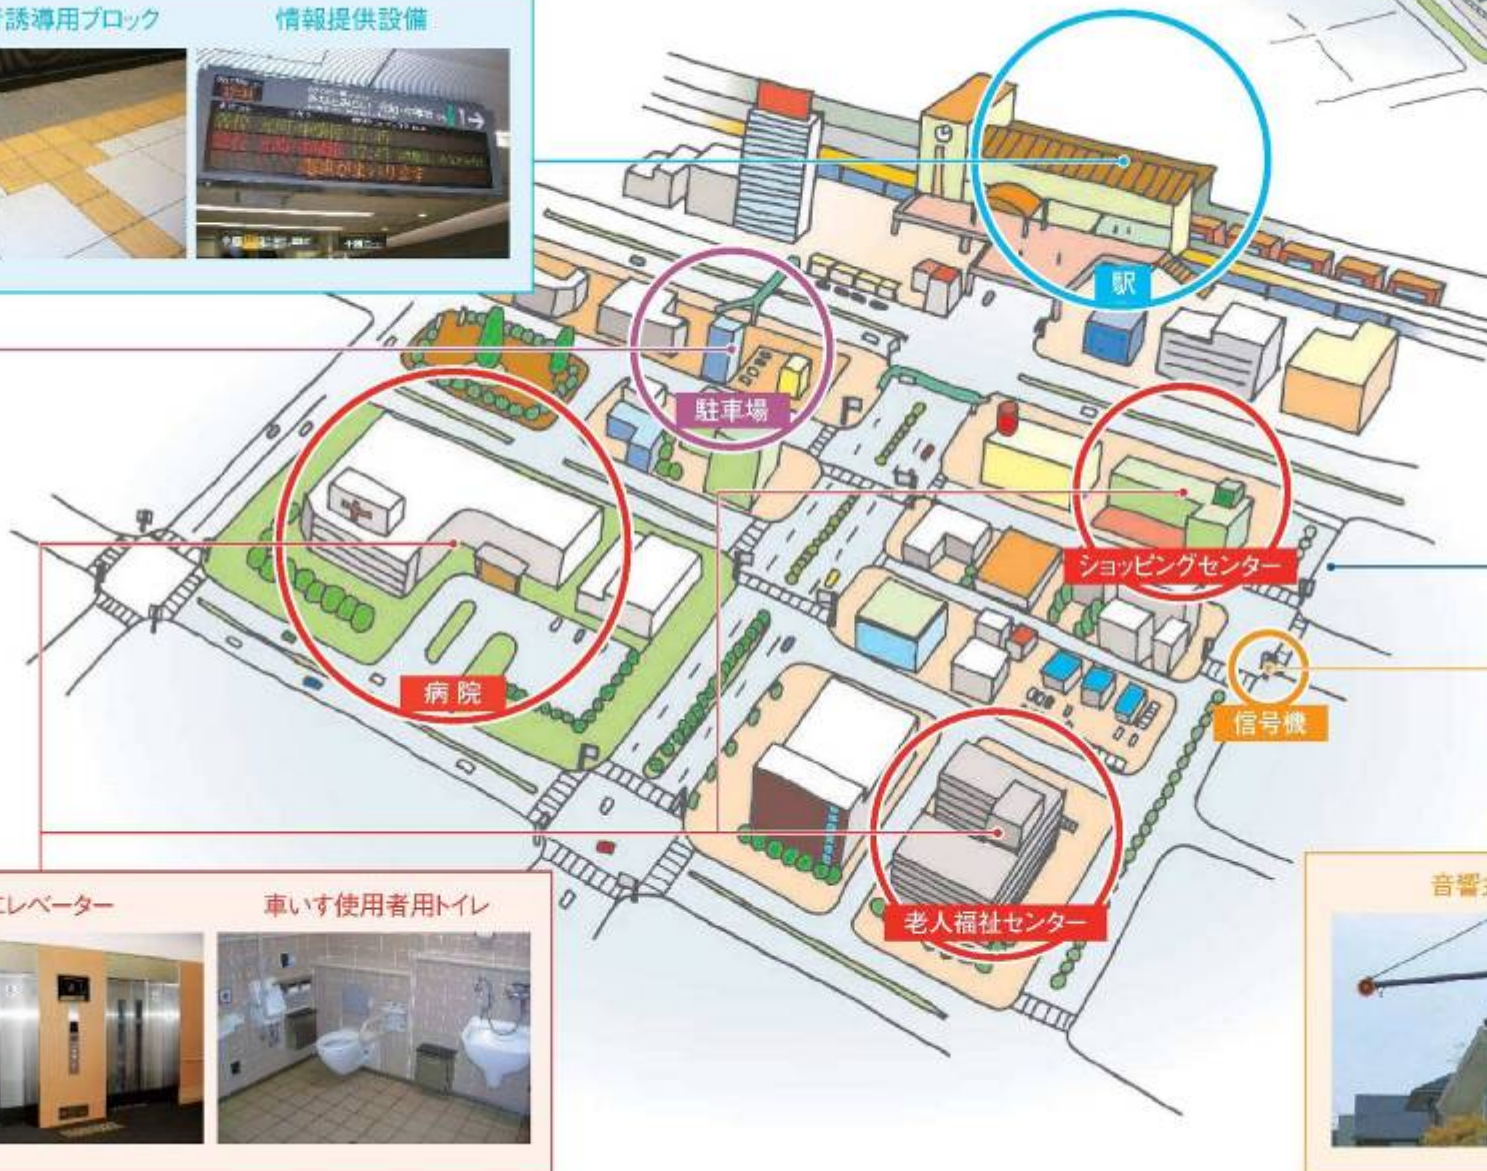 誘導用ブロック
情報提供設備
駅
駐車場
ショッピングセンター
病院
信号機
老人福祉センター
エレベーター
車いす使用者用トイレ
音響